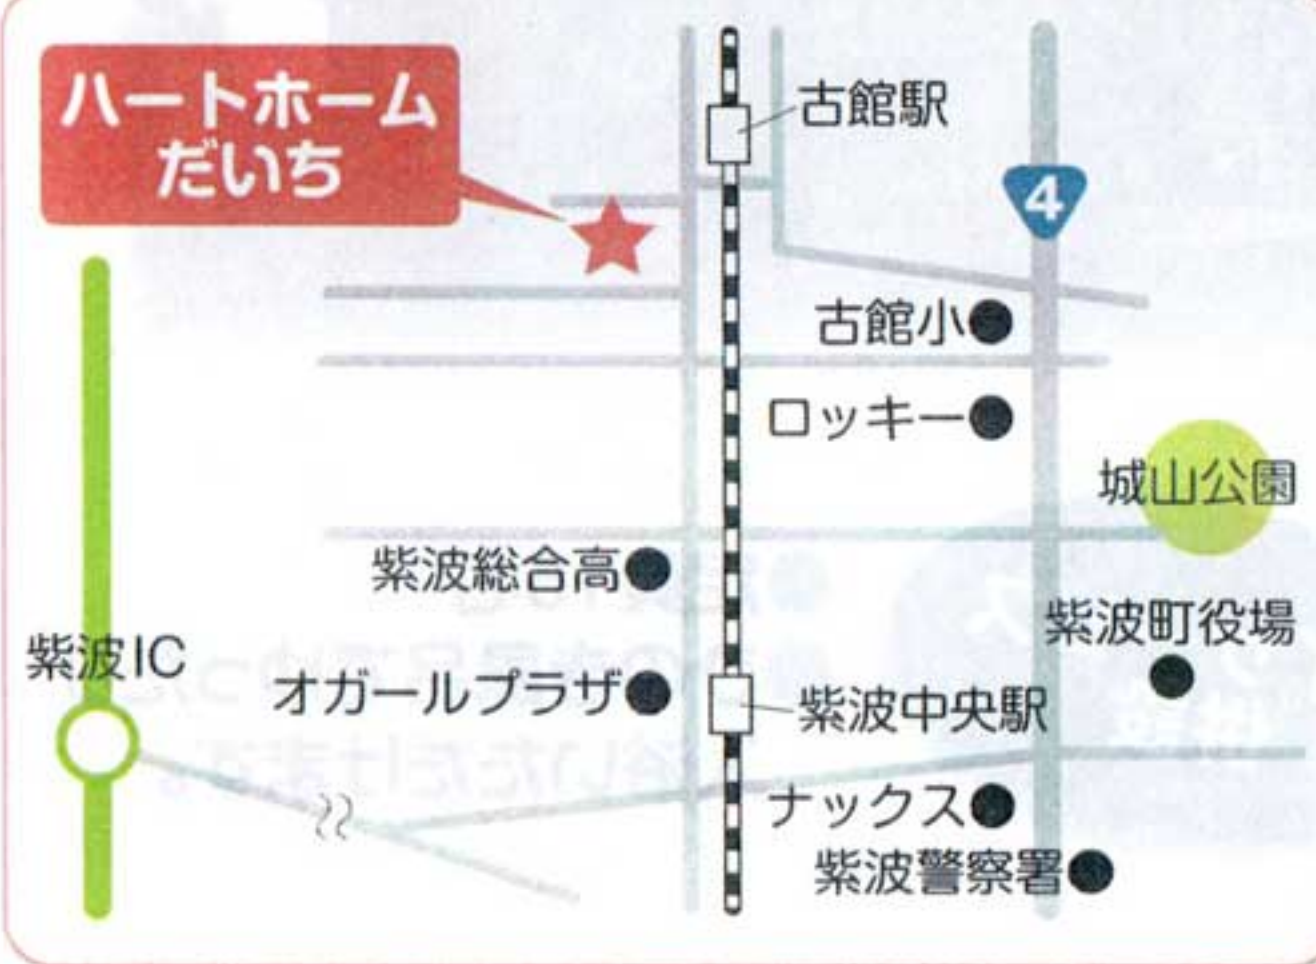 ハートホーム
だいち
古館駅
4
古館小
ロッキー
城山公園
紫波総合高
紫波町役場
紫波IC
オガールプラザ
紫波中央駅
ナックス
紫波警察署